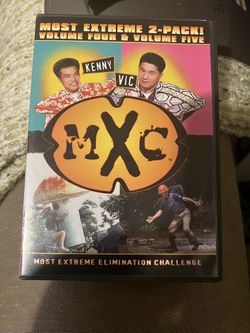 MOST EXTREME 2-PACK!
VOLUME FOUR & VOLUME FIVE
KENNY
VIC
MXC
MOST EXTREME ELIMINATION CHALLENGE